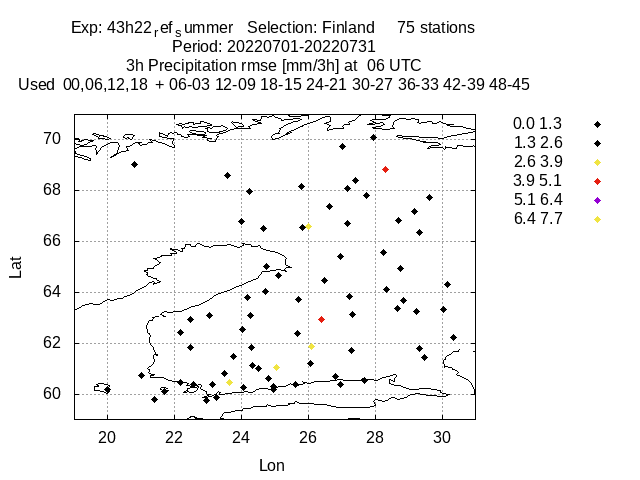 Exp: 43h22ref summer   Selection: Finland     75 stations
Period: 20220701-20220731
3h Precipitation rmse [mm/3h] at  06 UTC
Used  00,06,12,18  + 06-03 12-09 18-15 24-21 30-27 36-33 42-39 48-45
0.0 1.3
1.3 2.6
2.6 3.9
3.9 5.1
5.1 6.4
6.4 7.7
70
68
66
64
62
60
Lat
20 22 24 26 28 30
Lon